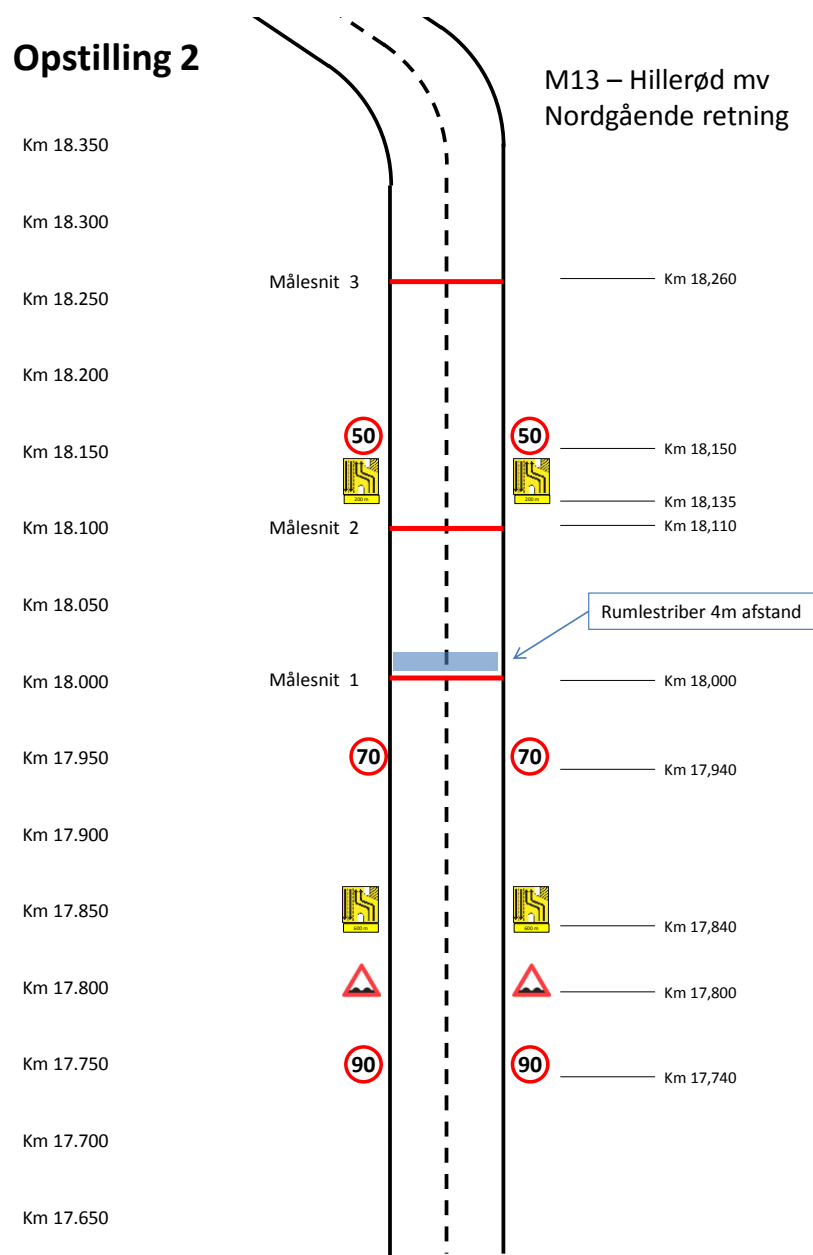 Opstilling 2
M13 – Hillerød mv
Nordgående retning
Km 18.350
Km 18.300
Målesnit 3
Km 18,260
Km 18.250
Km 18.200
50
50
Km 18.150
Km 18,150
200 m
200 m
Km 18,135
Km 18.100
Målesnit 2
Km 18,110
Km 18.050
Rumlestriber 4m afstand
Km 18.000
Målesnit 1
Km 18,000
Km 17.950
70
70
Km 17,940
Km 17.900
Km 17.850
600 m
600 m
Km 17,840
Km 17.800
Km 17,800
Km 17.750
90
90
Km 17,740
Km 17.700
Km 17.650